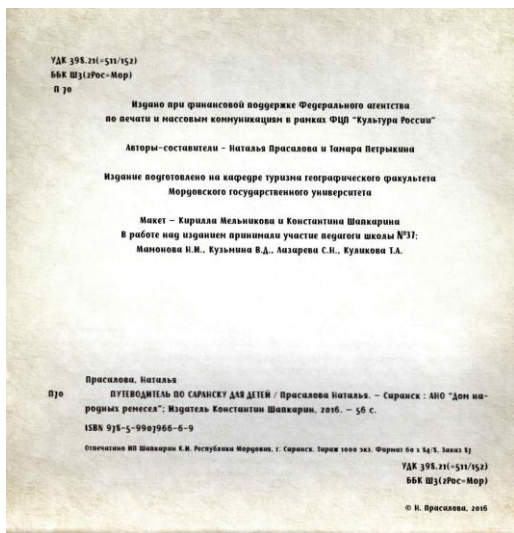 УДК 398.21(=511/152)
ББК Ш3(2Рос=Мор)
П 70
Издано при финансовой поддержке Федерального агентства
по печати и массовым коммуникациям в рамках ФЦП "Культура России"
Авторы-составители – Наталья Прасалова и Тамара Петрыкина
Издание подготовлено на кафедре туризма географического факультета
Мордовского государственного университета
Макет – Кирилла Мельникова и Константина Шапкарина
В работе над изданием принимали участие педагоги школы №37:
Мамонова Н.И., Кузьмина В.Д., Лазарева С.Н., Куликова Т.А.
Прасалова, Наталья
П70 ПУТЕВОДИТЕЛЬ ПО САРАНСКУ ДЛЯ ДЕТЕЙ / Прасалова Наталья. – Саранск : АНО "Дом на-
родных ремесел"; Издатель Константин Шапкарин, 2016. – 56 с.
ISBN 978-5-9907966-6-9
Отпечатано ИП Шапкарин К.И. Республика Мордовия, г. Саранск. Тираж 1000 экз. Формат 60 х 84/8, Заказ 87
УДК 398.21(=511/152)
ББК Ш3(2Рос=Мор)
© Н. Прасалова, 2016